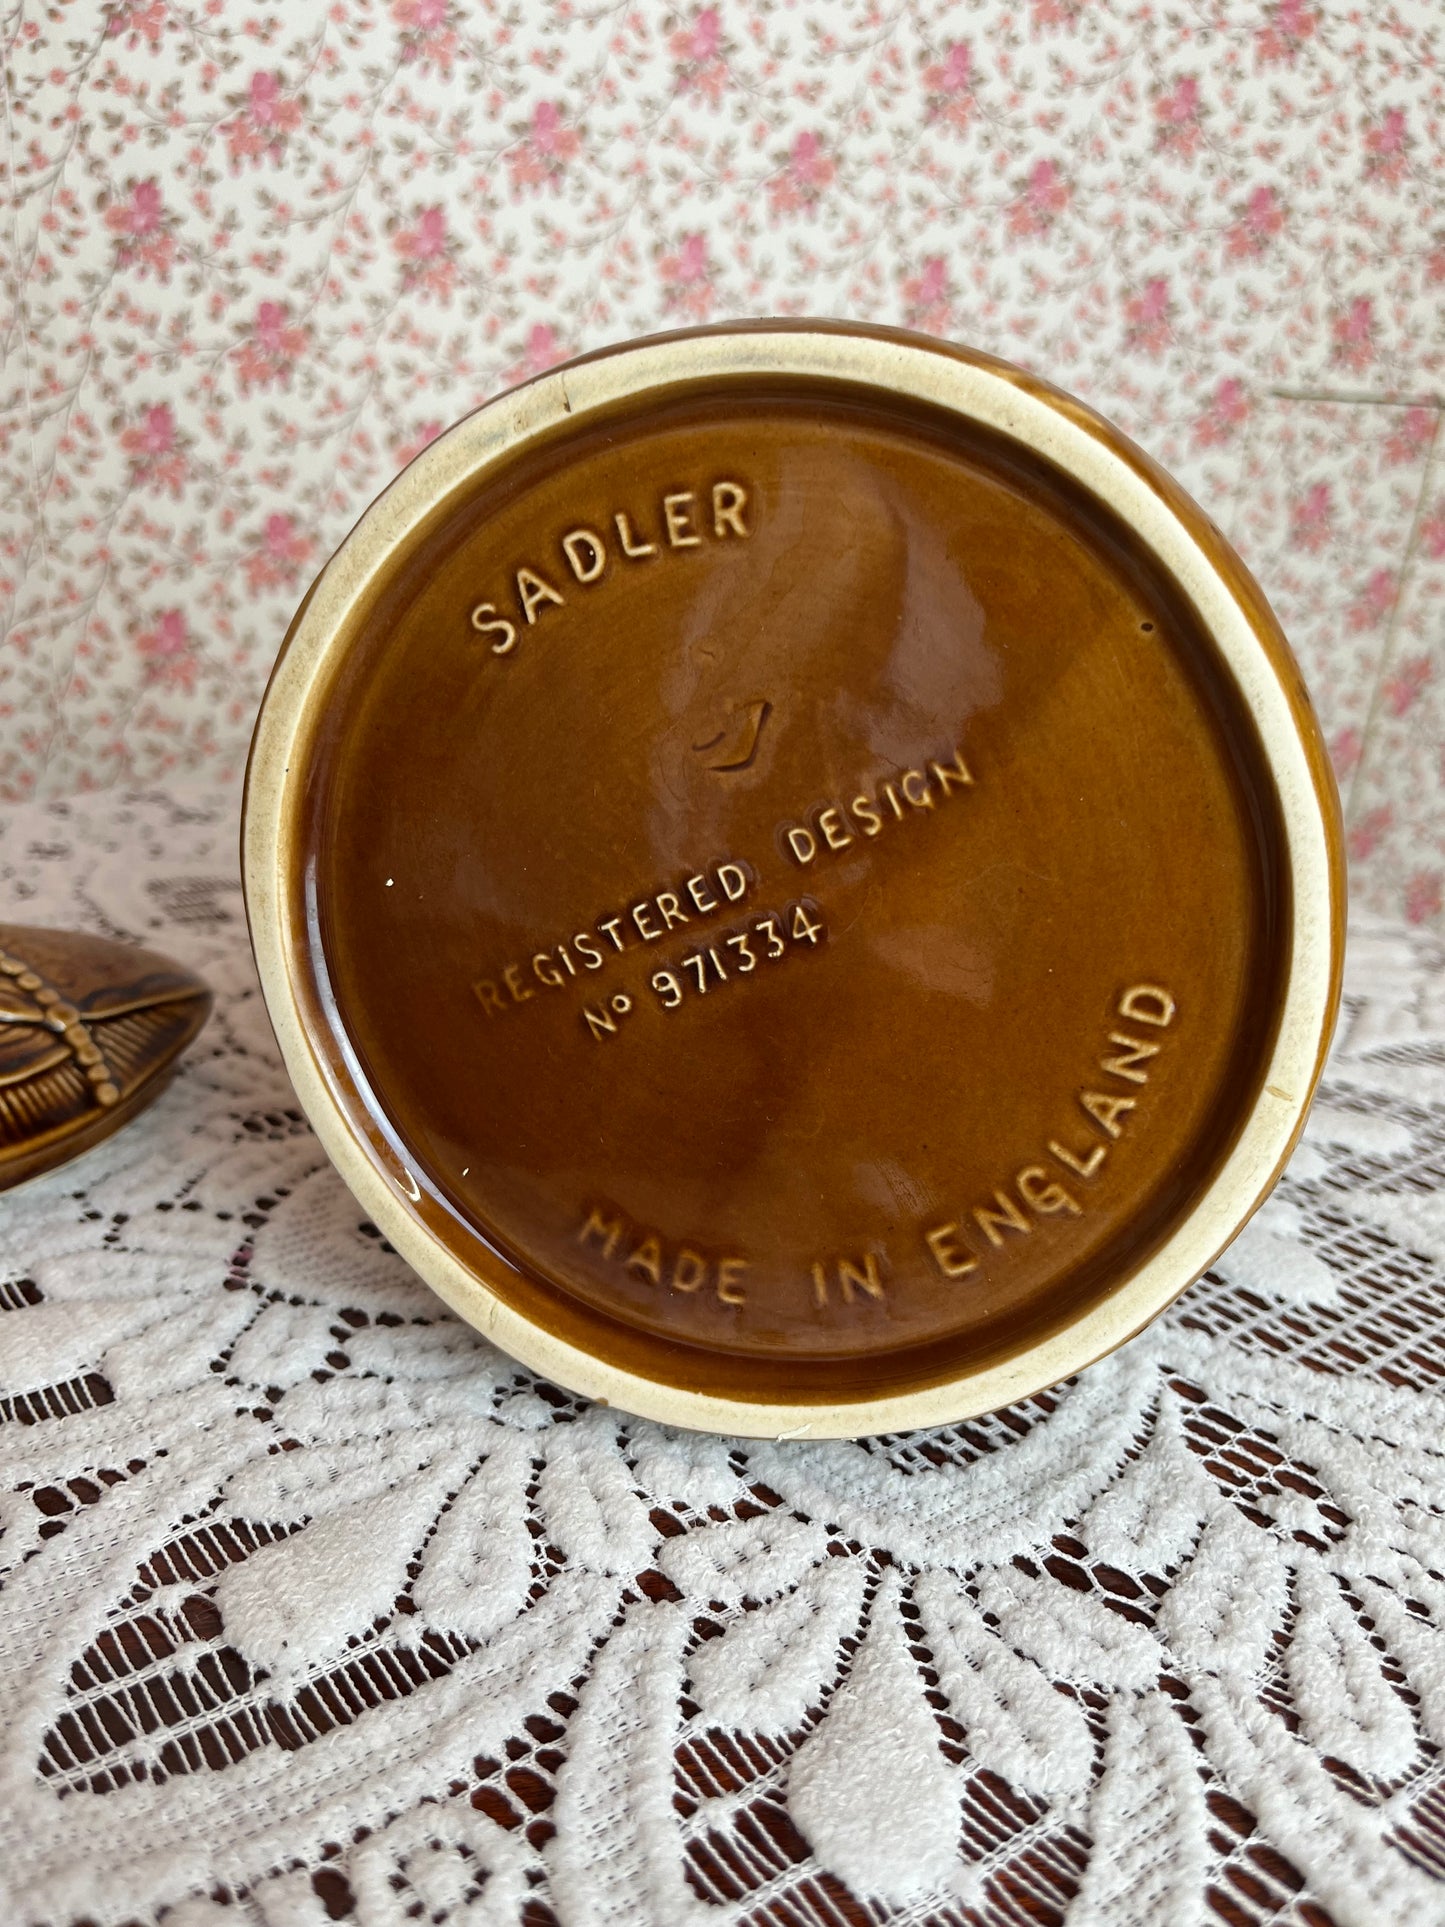 SADLER
REGISTERED DESIGN
No 971334
MADE IN ENGLAND